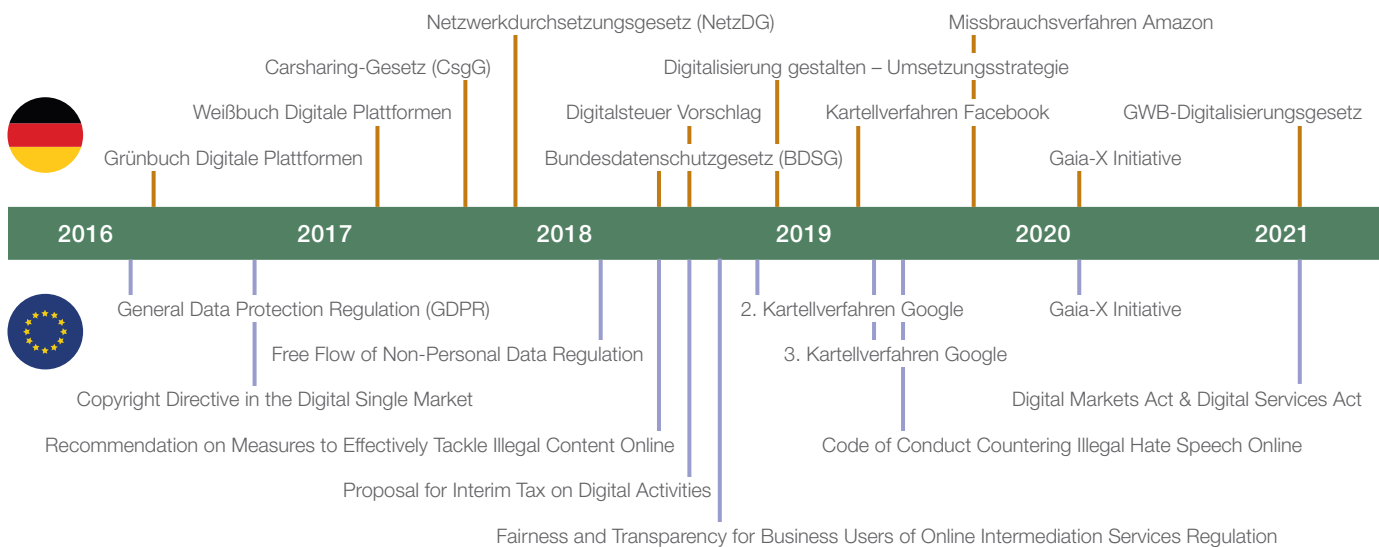 Netzwerkdurchsetzungsgesetz (NetzDG)
Missbrauchsverfahren Amazon
Carsharing-Gesetz (CsgG)
Digitalisierung gestalten – Umsetzungsstrategie
Weißbuch Digitale Plattformen
Digitalsteuer Vorschlag
Kartellverfahren Facebook
GWB-Digitalisierungsgesetz
Grünbuch Digitale Plattformen
Bundesdatenschutzgesetz (BDSG)
Gaia-X Initiative
2016
2017
2018
2019
2020
2021
General Data Protection Regulation (GDPR)
2. Kartellverfahren Google
Gaia-X Initiative
Free Flow of Non-Personal Data Regulation
3. Kartellverfahren Google
Copyright Directive in the Digital Single Market
Digital Markets Act & Digital Services Act
Recommendation on Measures to Effectively Tackle Illegal Content Online
Code of Conduct Countering Illegal Hate Speech Online
Proposal for Interim Tax on Digital Activities
Fairness and Transparency for Business Users of Online Intermediation Services Regulation